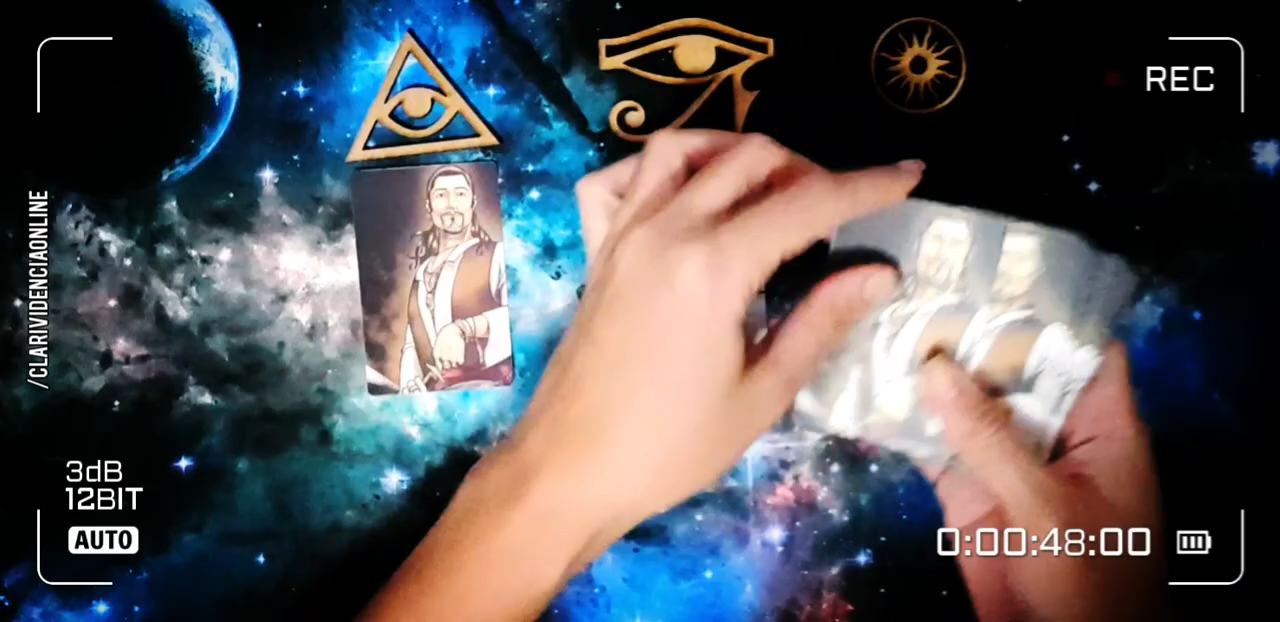 REC
/CLARIVIDENCIAONLINE
3dB
12BIT
AUTO
0:00:48:00